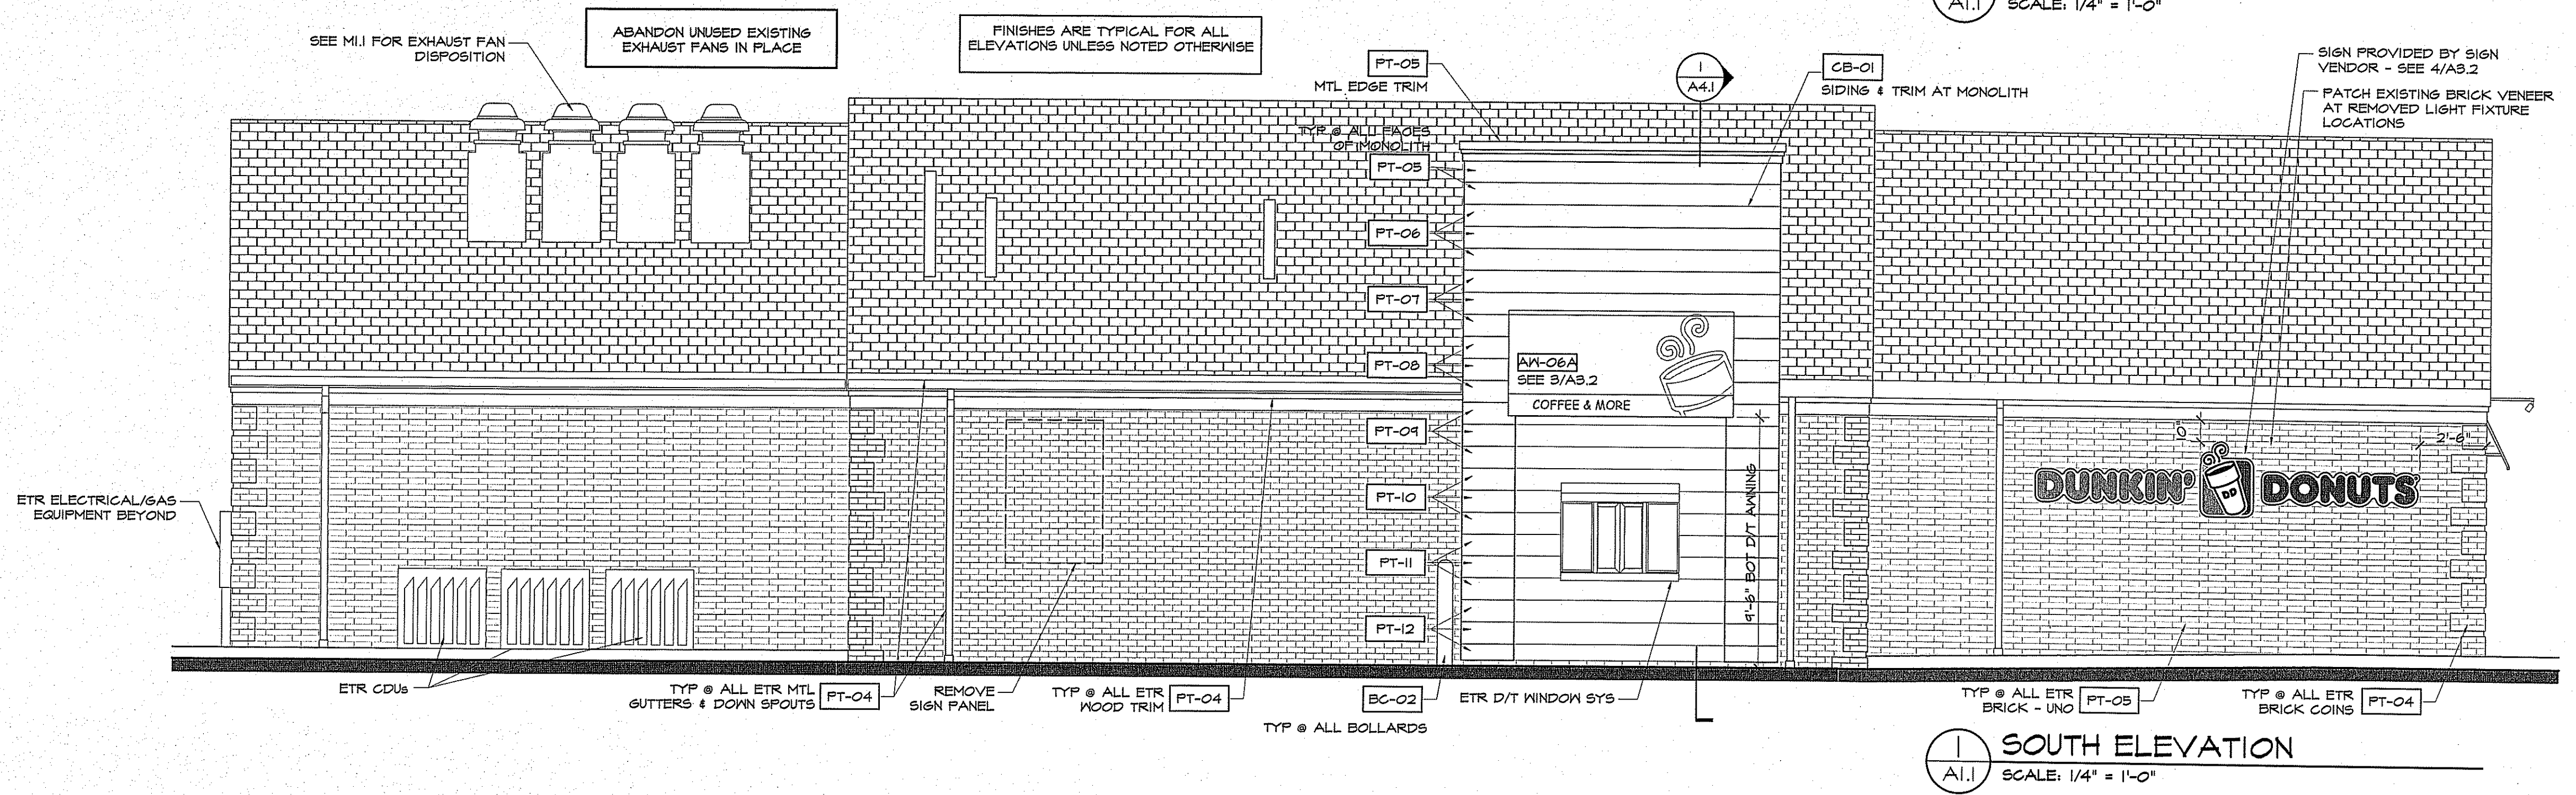 A1.1
SCALE: 1/4" = 1'-0"
SEE M1.1 FOR EXHAUST FAN
DISPOSITION
ABANDON UNUSED EXISTING
EXHAUST FANS IN PLACE
FINISHES ARE TYPICAL FOR ALL
ELEVATIONS UNLESS NOTED OTHERWISE
PT-05
MTL EDGE TRIM
1
A4.1
CB-01
SIDING & TRIM AT MONOLITH
SIGN PROVIDED BY SIGN
VENDOR - SEE 4/A3.2
PATCH EXISTING BRICK VENEER
AT REMOVED LIGHT FIXTURE
LOCATIONS
TYP @ ALL FACES
OF MONOLITH
PT-05
PT-06
PT-07
PT-08
PT-09
PT-10
PT-11
PT-12
AW-06A
SEE 3/A3.2
COFFEE & MORE
9'-6" BOT D/T AWNING
10"
2'-6"
DUNKIN'
DD
DONUTS
ETR ELECTRICAL/GAS
EQUIPMENT BEYOND
ETR CDUs
TYP @ ALL ETR MTL
GUTTERS & DOWN SPOUTS
PT-04
REMOVE
SIGN PANEL
TYP @ ALL ETR
WOOD TRIM
PT-04
BC-02
TYP @ ALL BOLLARDS
ETR D/T WINDOW SYS
TYP @ ALL ETR
BRICK - UNO
PT-05
TYP @ ALL ETR
BRICK COINS
PT-04
1
A1.1
SOUTH ELEVATION
SCALE: 1/4" = 1'-0"